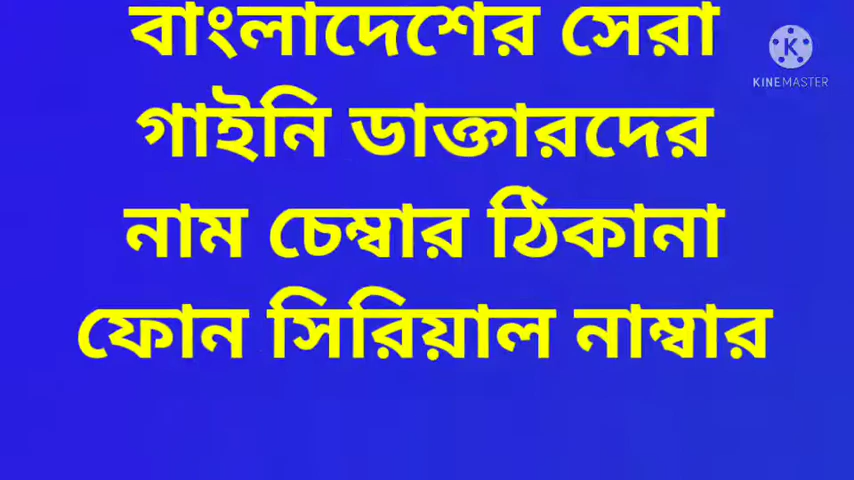 বাংলাদেশের সেরা
গাইনি ডাক্তারদের
নাম চেম্বার ঠিকানা
ফোন সিরিয়াল নাম্বার
K
KINEMASTER